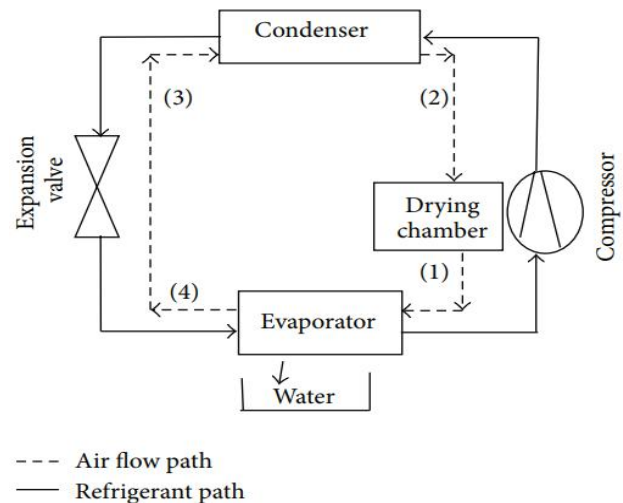 Condenser
(3)
(2)
Expansion
valve
Drying
chamber
Compressor
(1)
(4)
Evaporator
Water
Air flow path
Refrigerant path